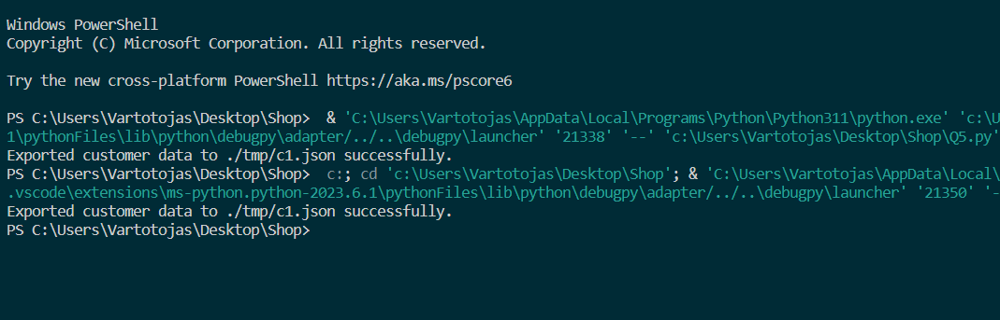 Windows PowerShell
Copyright (C) Microsoft Corporation. All rights reserved.
Try the new cross-platform PowerShell https://aka.ms/pscore6
PS C:\Users\Vartotojas\Desktop\Shop>  & 'C:\Users\Vartotojas\AppData\Local\Programs\Python\Python311\python.exe' 'c:\U
1\pythonFiles\lib\python\debugpy\adapter/../..\debugpy\launcher' '21338' '--' 'c:\Users\Vartotojas\Desktop\Shop\Q5.py'
Exported customer data to ./tmp/c1.json successfully.
PS C:\Users\Vartotojas\Desktop\Shop>  c:; cd 'c:\Users\Vartotojas\Desktop\Shop'; & 'C:\Users\Vartotojas\AppData\Local\
.vscode\extensions\ms-python.python-2023.6.1\pythonFiles\lib\python\debugpy\adapter/../..\debugpy\launcher' '21350' '-
Exported customer data to ./tmp/c1.json successfully.
PS C:\Users\Vartotojas\Desktop\Shop>